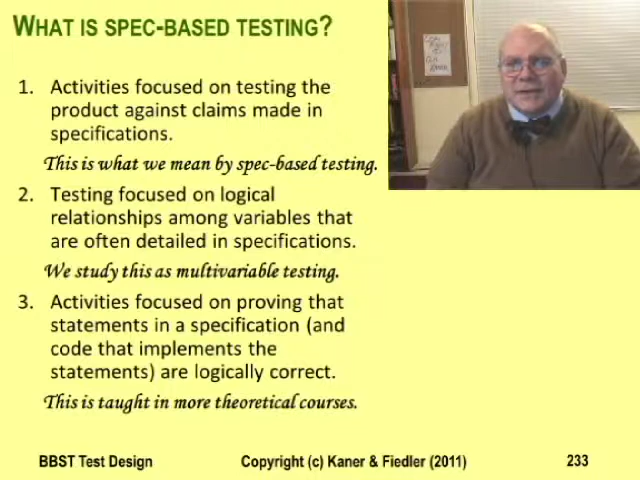 WHAT IS SPEC-BASED TESTING?
1. Activities focused on testing the
product against claims made in
specifications.
This is what we mean by spec-based testing.
2. Testing focused on logical
relationships among variables that
are often detailed in specifications.
We study this as multivariable testing.
3. Activities focused on proving that
statements in a specification (and
code that implements the
statements) are logically correct.
This is taught in more theoretical courses.
BBST Test Design Copyright (c) Kaner & Fiedler (2011) 233